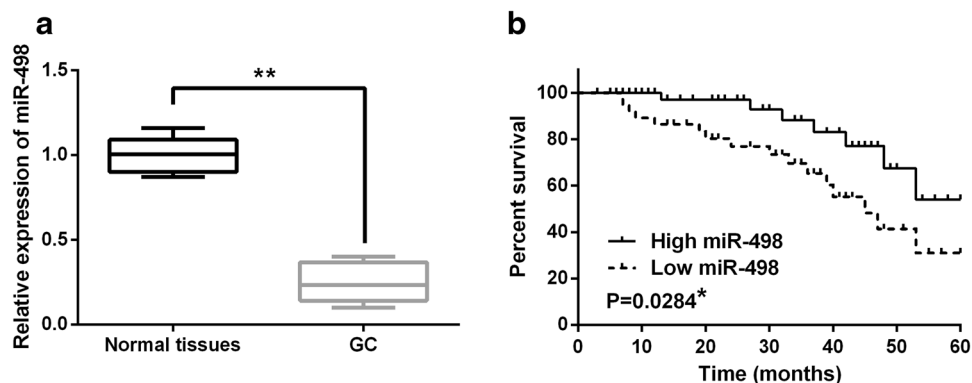 a
Relative expression of miR-498
1.5
1.0
0.5
0.0
**
Normal tissues
GC
b
Percent survival
100
80
60
40
20
0
High miR-498
Low miR-498
P=0.0284*
0
10
20
30
40
50
60
Time (months)